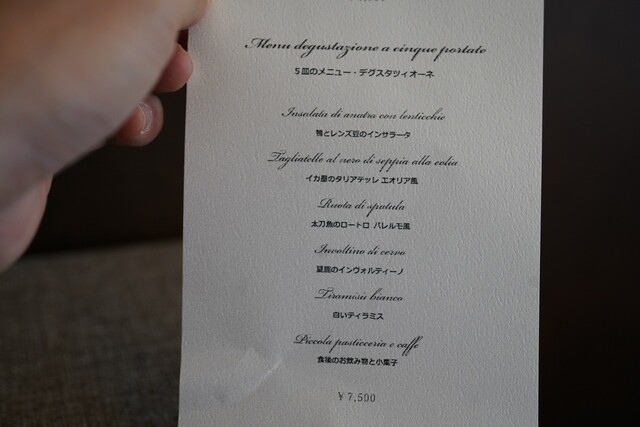 Menu degustazione a cinque portate
5皿のメニュー・デグスタツィオーネ
Insalata di anatra con lenticchie
鴨とレンズ豆のインサラータ
Tagliatelle al nero di seppia alla eolia
イカ墨のタリアテッレ エオリア風
Ruota di spatula
太刀魚のロートロ パレルモ風
Involtino di cervo
蝦夷鹿のインヴォルティーノ
Tiramisù bianco
白いティラミス
Piccola pasticceria e caffe
食後のお飲み物と小菓子
¥7,500